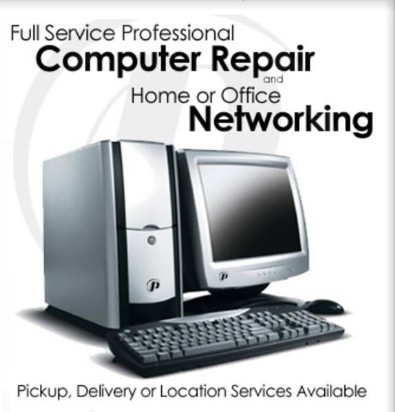 Full Service Professional
Computer Repair
and
Home or Office
Networking
Pickup, Delivery or Location Services Available